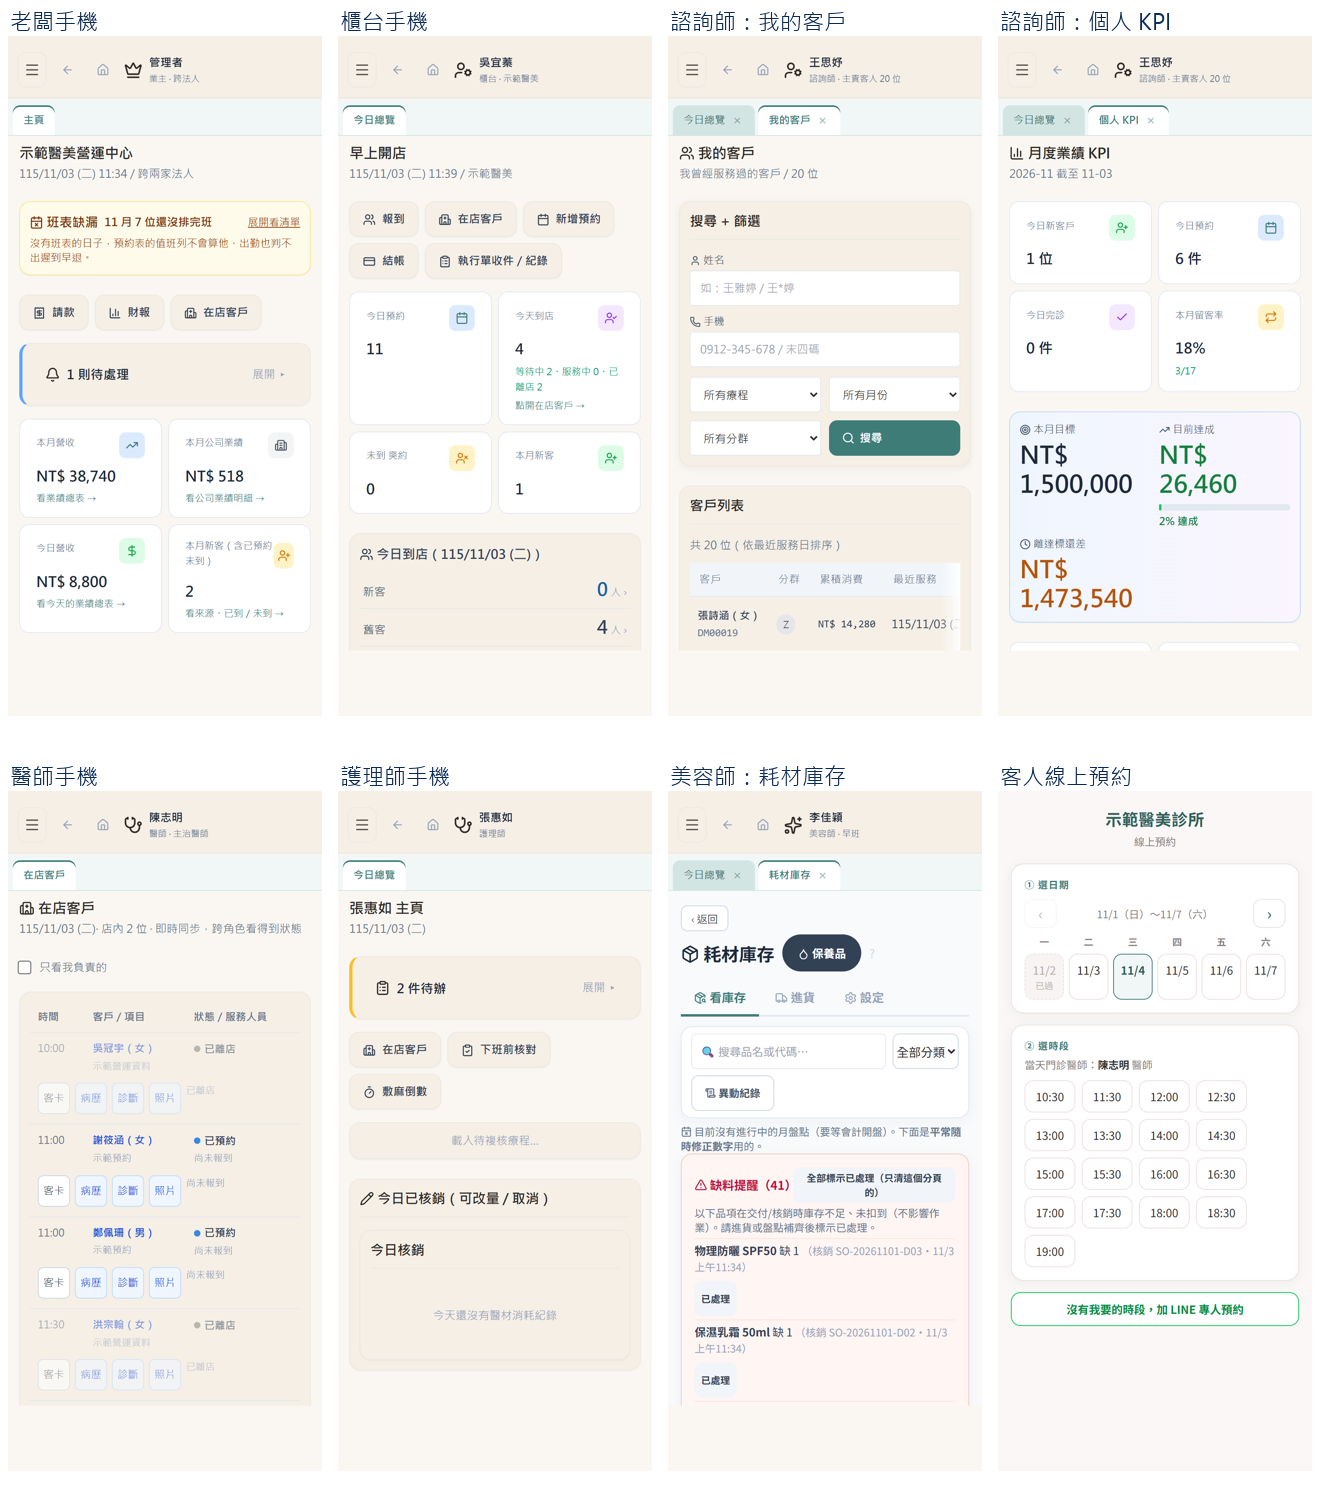 老闆手機
管理者
業主 · 跨法人
主頁
示範醫美營運中心
115/11/03 (二) 11:34 / 跨兩家法人
班表缺漏 11 月 7 位還沒排完班 展開看清單
沒有班表的日子，預約表的值班列不會算他、出勤也判不
出遲到早退。
請款 財報 在店客戶
1 則待處理 展開 ▸
本月營收
NT$ 38,740
看業績總表 →
本月公司業績
NT$ 518
看公司業績明細 →
今日營收
NT$ 8,800
看今天的業績總表 →
本月新客 ( 含已預約
未到 )
2
看來源、已到 / 未到 →
櫃台手機
吳宜蓁
櫃台 · 示範醫美
今日總覽
早上開店
115/11/03 (二) 11:39 / 示範醫美
報到 在店客戶 新增預約
結帳 執行單收件 / 紀錄
今日預約
11
今天到店
4
等待中 2 · 服務中 0 · 已
離店 2
點開在店客戶 →
未到 爽約
0
本月新客
1
今日到店 ( 115/11/03 (二) )
新客 0 人 ›
舊客 4 人 ›
諮詢師：我的客戶
王思妤
諮詢師 · 主責客人 20 位
今日總覽 × 我的客戶 ×
我的客戶
我曾經服務過的客戶 / 20 位
搜尋 + 篩選
姓名
如：王雅婷 / 王*婷
手機
0912-345-678 / 末四碼
所有療程 所有月份
所有分群 搜尋
客戶列表
共 20 位 ( 依最近服務日排序 )
客戶 分群 累積消費 最近服務
張詩涵 ( 女 )
DM00019
Z NT$ 14,280 115/11/03 (二
諮詢師：個人 KPI
王思妤
諮詢師 · 主責客人 20 位
今日總覽 × 個人 KPI ×
月度業績 KPI
2026-11 截至 11-03
今日新客戶
1 位
今日預約
6 件
今日完診
0 件
本月留客率
18%
3/17
本月目標
NT$
1,500,000
目前達成
NT$
26,460
2% 達成
離達標還差
NT$
1,473,540
醫師手機
陳志明
醫師 · 主治醫師
在店客戶
在店客戶
115/11/03 (二)· 店內 2 位 · 即時同步，跨角色看得到狀態
只看我負責的
時間 客戶 / 項目 狀態 / 服務人員
10:00 吳冠宇 ( 女 ) 已離店
示範營運資料
客卡 病歷 診斷 照片 已離店
11:00 謝筱涵 ( 女 ) 已預約
示範預約 尚未報到
客卡 病歷 診斷 照片 尚未報到
11:00 鄭佩珊 ( 男 ) 已預約
示範預約 尚未報到
客卡 病歷 診斷 照片 尚未報到
11:30 洪宗翰 ( 女 ) 已離店
示範營運資料
客卡 病歷 診斷 照片 已離店
護理師手機
張惠如
護理師
今日總覽
張惠如 主頁
115/11/03 (二)
2 件待辦 展開 ▸
在店客戶 下班前核對
敷麻倒數
載入待複核療程...
今日已核銷 ( 可改量 / 取消 )
今日核銷
今天還沒有醫材消耗紀錄
美容師：耗材庫存
李佳穎
美容師 · 早班
今日總覽 × 耗材庫存 ×
‹ 返回
耗材庫存 保養品 ?
看庫存 進貨 設定
搜尋品名或代碼⋯ 全部分類
異動紀錄
目前沒有進行中的月盤點（要等會計開盤）。下面是平常隨
時修正數字用的。
缺料提醒（41） 全部標示已處理（只清這個分頁
的）
以下品項在交付/核銷時庫存不足、未扣到（不影響作
業）。請進貨或盤點補齊後標示已處理。
物理防曬 SPF50 缺 1 （核銷 SO-20261101-D03・11/3
上午11:34）
已處理
保濕乳霜 50ml 缺 1 （核銷 SO-20261101-D02・11/3
上午11:34）
已處理
客人線上預約
示範醫美診所
線上預約
① 選日期
‹ 11/1（日）～11/7（六） ›
一 二 三 四 五 六
11/2 11/3 11/4 11/5 11/6 11/7
已過
② 選時段
當天門診醫師：陳志明 醫師
10:30 11:30 12:00 12:30
13:00 13:30 14:00 14:30
15:00 15:30 16:00 16:30
17:00 17:30 18:00 18:30
19:00
沒有我要的時段，加 LINE 專人預約